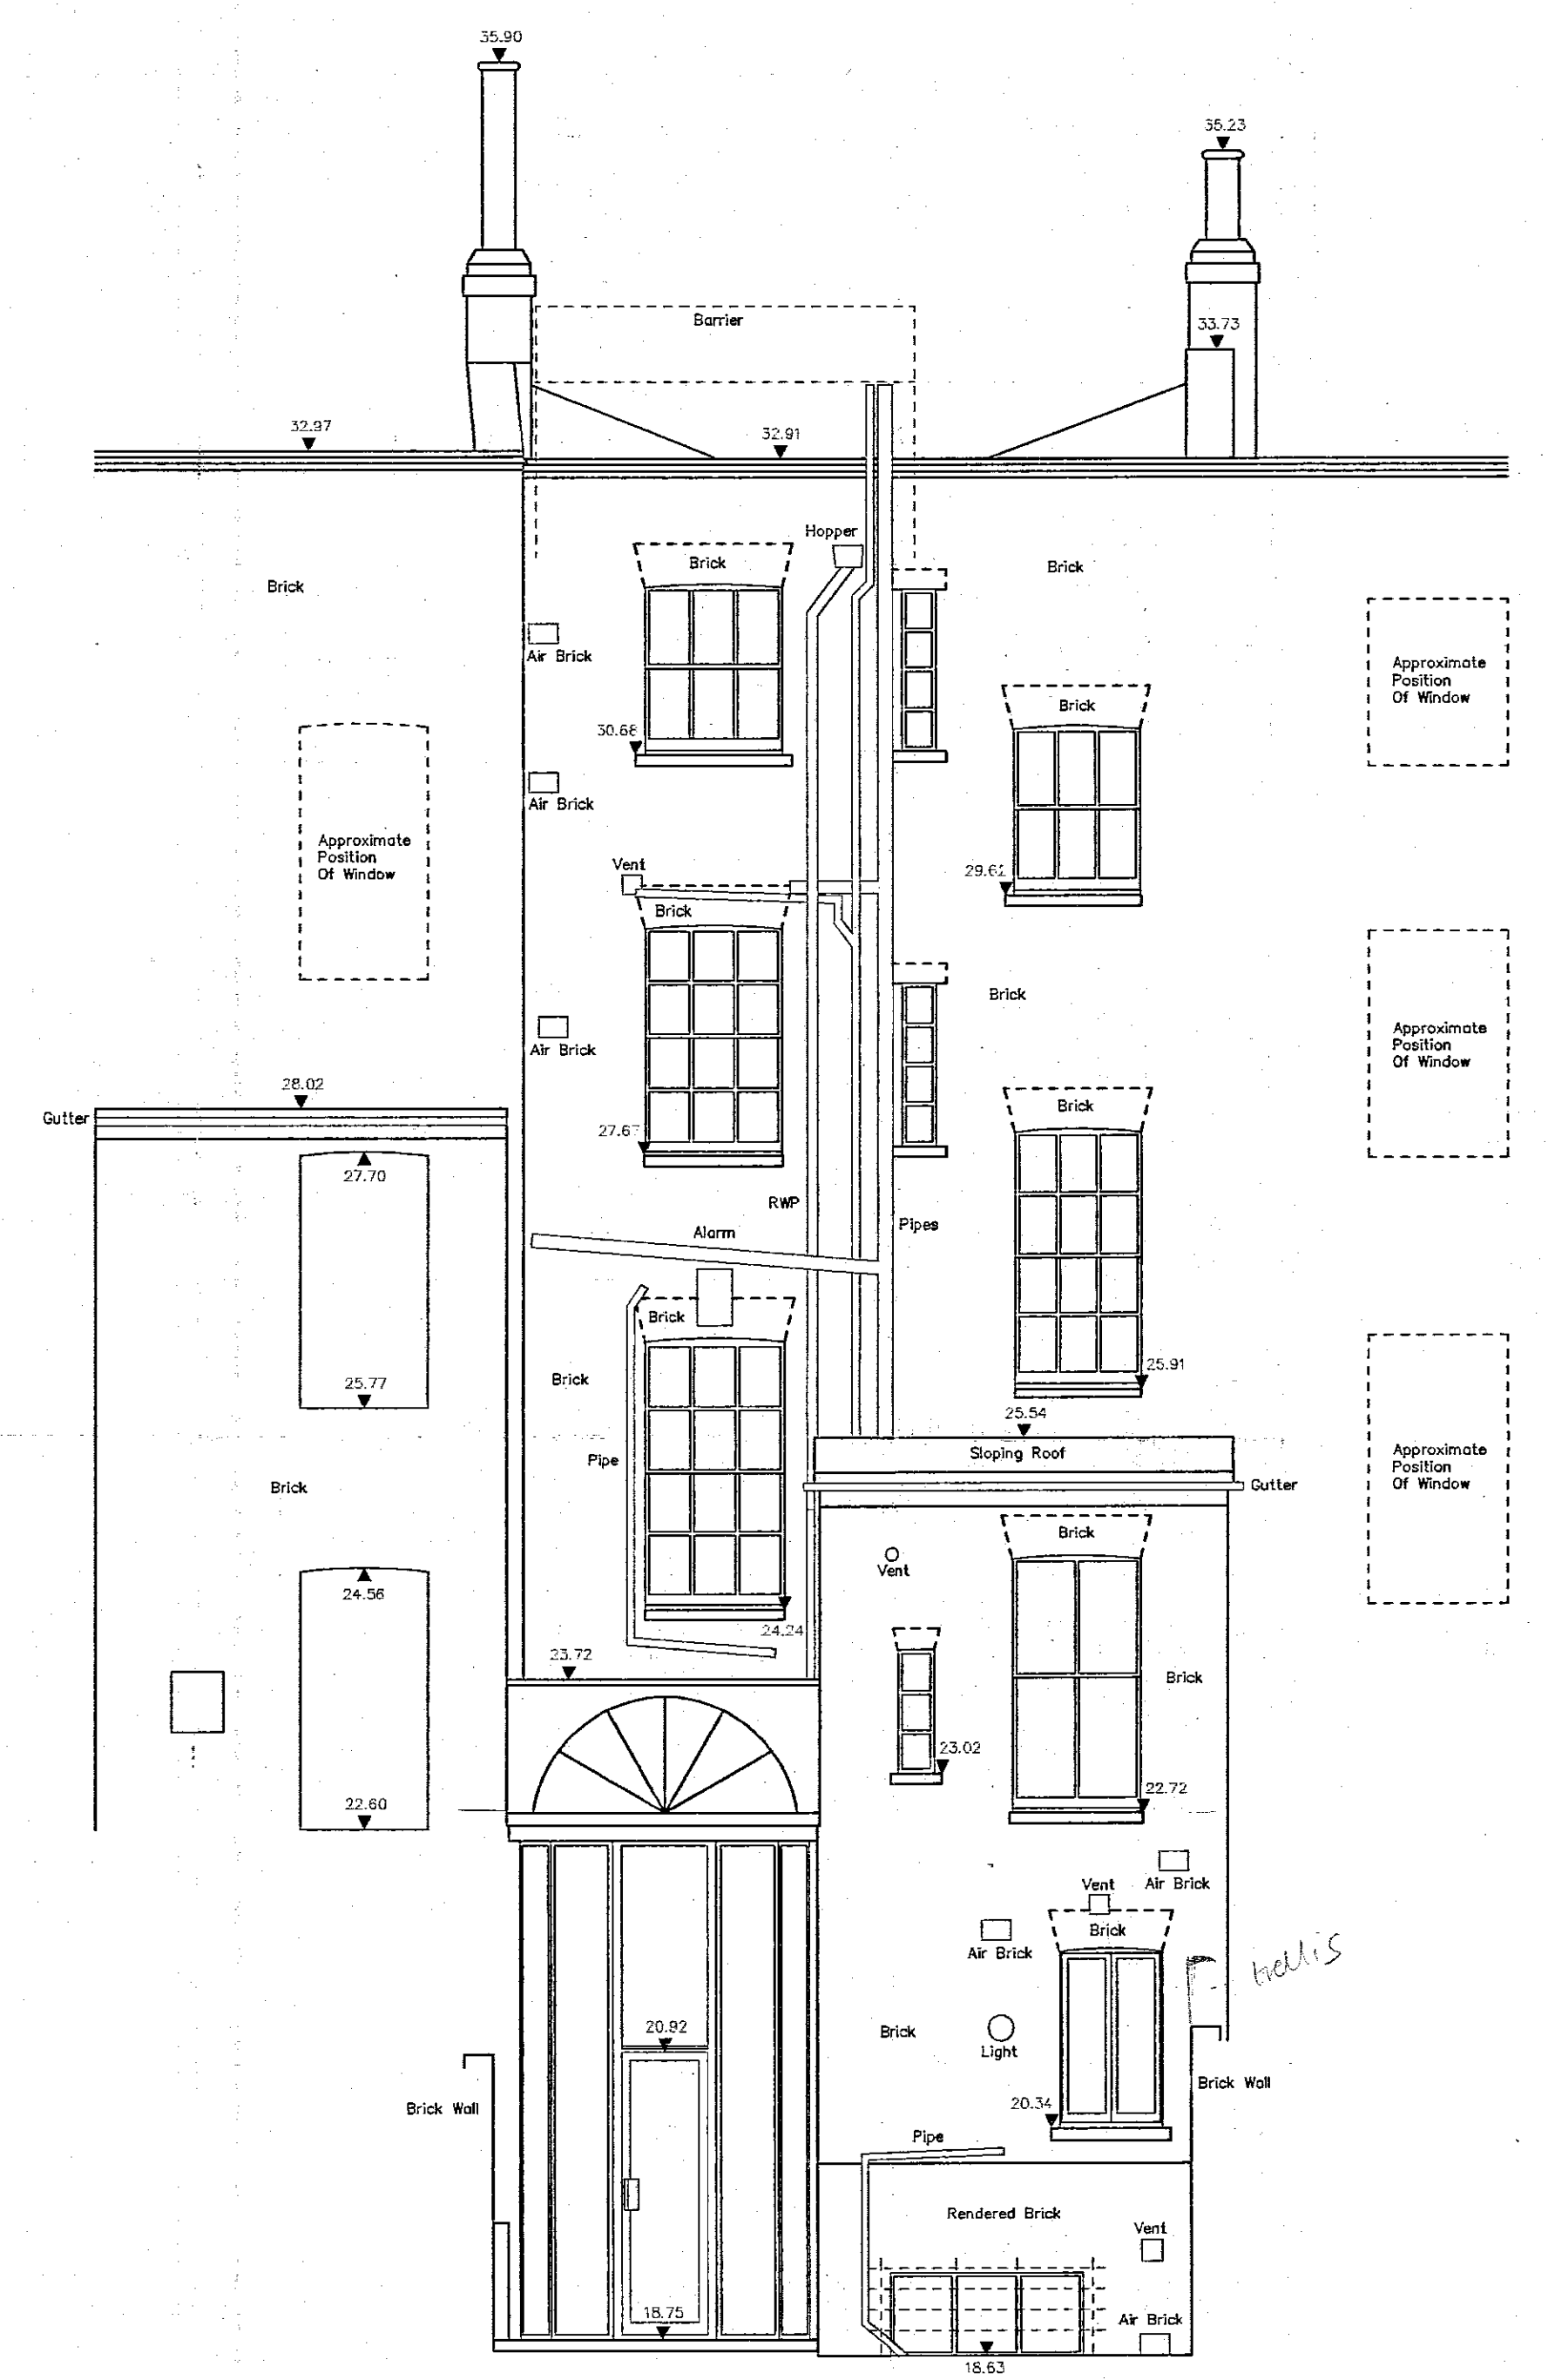 35.90
35.23
Barrier
33.73
32.97
32.91
Hopper
Brick
Brick
Brick
Air Brick
Approximate
Position
Of Window
Brick
30.68
Air Brick
Approximate
Position
Of Window
Vent
29.62
Brick
Brick
Air Brick
Approximate
Position
Of Window
28.02
Gutter
Brick
27.67
27.70
RWP
Pipes
Alarm
Brick
25.91
Brick
25.77
25.54
Sloping Roof
Approximate
Position
Of Window
Pipe
Gutter
Brick
Brick
Vent
24.56
24.24
23.72
Brick
23.02
22.72
22.60
Vent
Air Brick
Brick
Air Brick
trellis
20.92
Brick
Light
Brick Wall
20.34
Brick Wall
Pipe
Rendered Brick
Vent
18.75
Air Brick
18.63